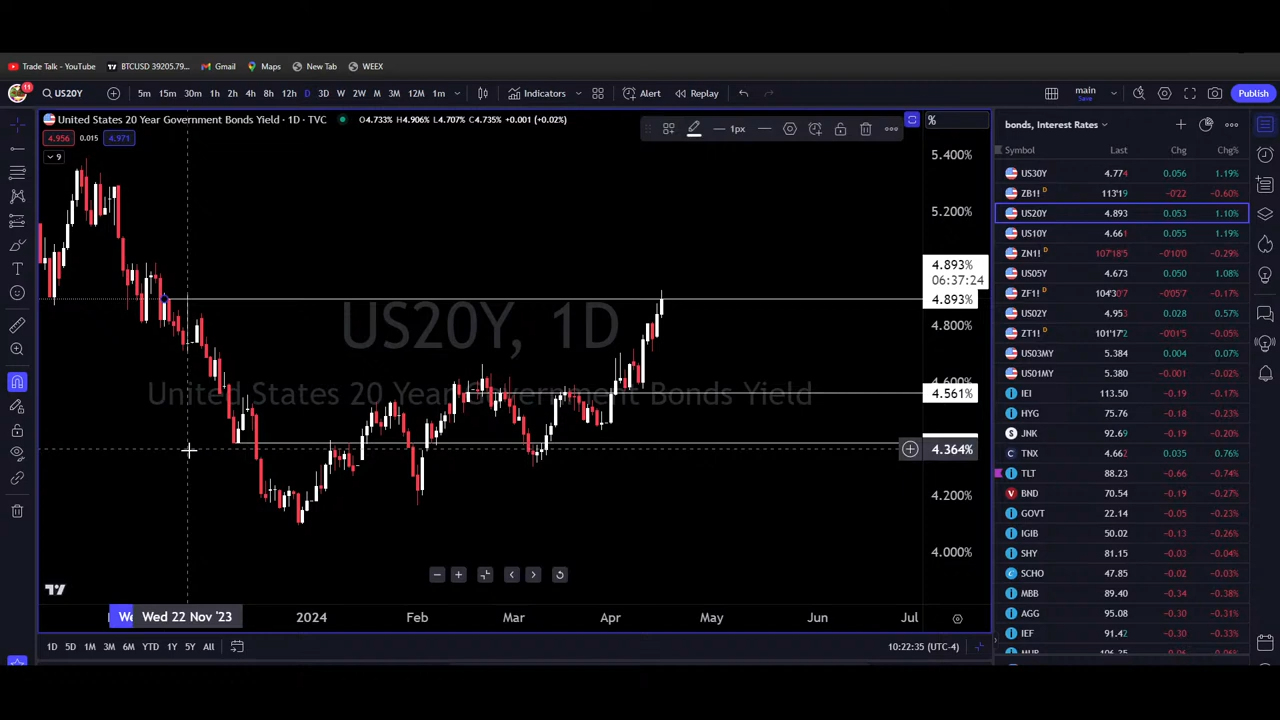 Trade Talk - YouTube BTCUSD 39205.79... Gmail Maps New Tab WEEX
11 US20Y 5m 15m 30m 1h 2h 4h 8h 12h D 3D W 2W M 3M 12M 1m Indicators Alert Replay main Save Publish
United States 20 Year Government Bonds Yield · 1D · TVC O4.733% H4.906% L4.707% C4.735% +0.001 (+0.02%)
4.956 0.015 4.971
9
1px
%
5.400%
5.200%
4.893%
06:37:24
4.893%
4.800%
4.600%
4.561%
4.364%
4.200%
4.000%
US20Y, 1D
United States 20 Year Government Bonds Yield
We Wed 22 Nov '23 2024 Feb Mar Apr May Jun Jul
1D 5D 1M 3M 6M YTD 1Y 5Y All 10:22:35 (UTC-4)
bonds, Interest Rates
Symbol Last Chg Chg%
US30Y 4.774 0.056 1.19%
ZB1! D 113'19 -0'22 -0.60%
US20Y 4.893 0.053 1.10%
US10Y 4.661 0.055 1.19%
ZN1! D 107'18'5 -0'10'0 -0.29%
US05Y 4.673 0.050 1.08%
ZF1! D 104'30'7 -0'05'7 -0.17%
US02Y 4.953 0.028 0.57%
ZT1! D 101'17'2 -0'01'5 -0.05%
US03MY 5.384 0.004 0.07%
US01MY 5.380 -0.001 -0.02%
IEI 113.50 -0.19 -0.17%
HYG 75.76 -0.18 -0.23%
JNK 92.69 -0.19 -0.20%
TNX 4.662 0.035 0.76%
TLT 88.23 -0.66 -0.74%
BND 70.54 -0.19 -0.27%
GOVT 22.14 -0.05 -0.23%
IGIB 50.02 -0.13 -0.26%
SHY 81.15 -0.03 -0.04%
SCHO 47.85 -0.02 -0.03%
MBB 89.40 -0.34 -0.38%
AGG 95.08 -0.30 -0.31%
IEF 91.42 -0.30 -0.33%